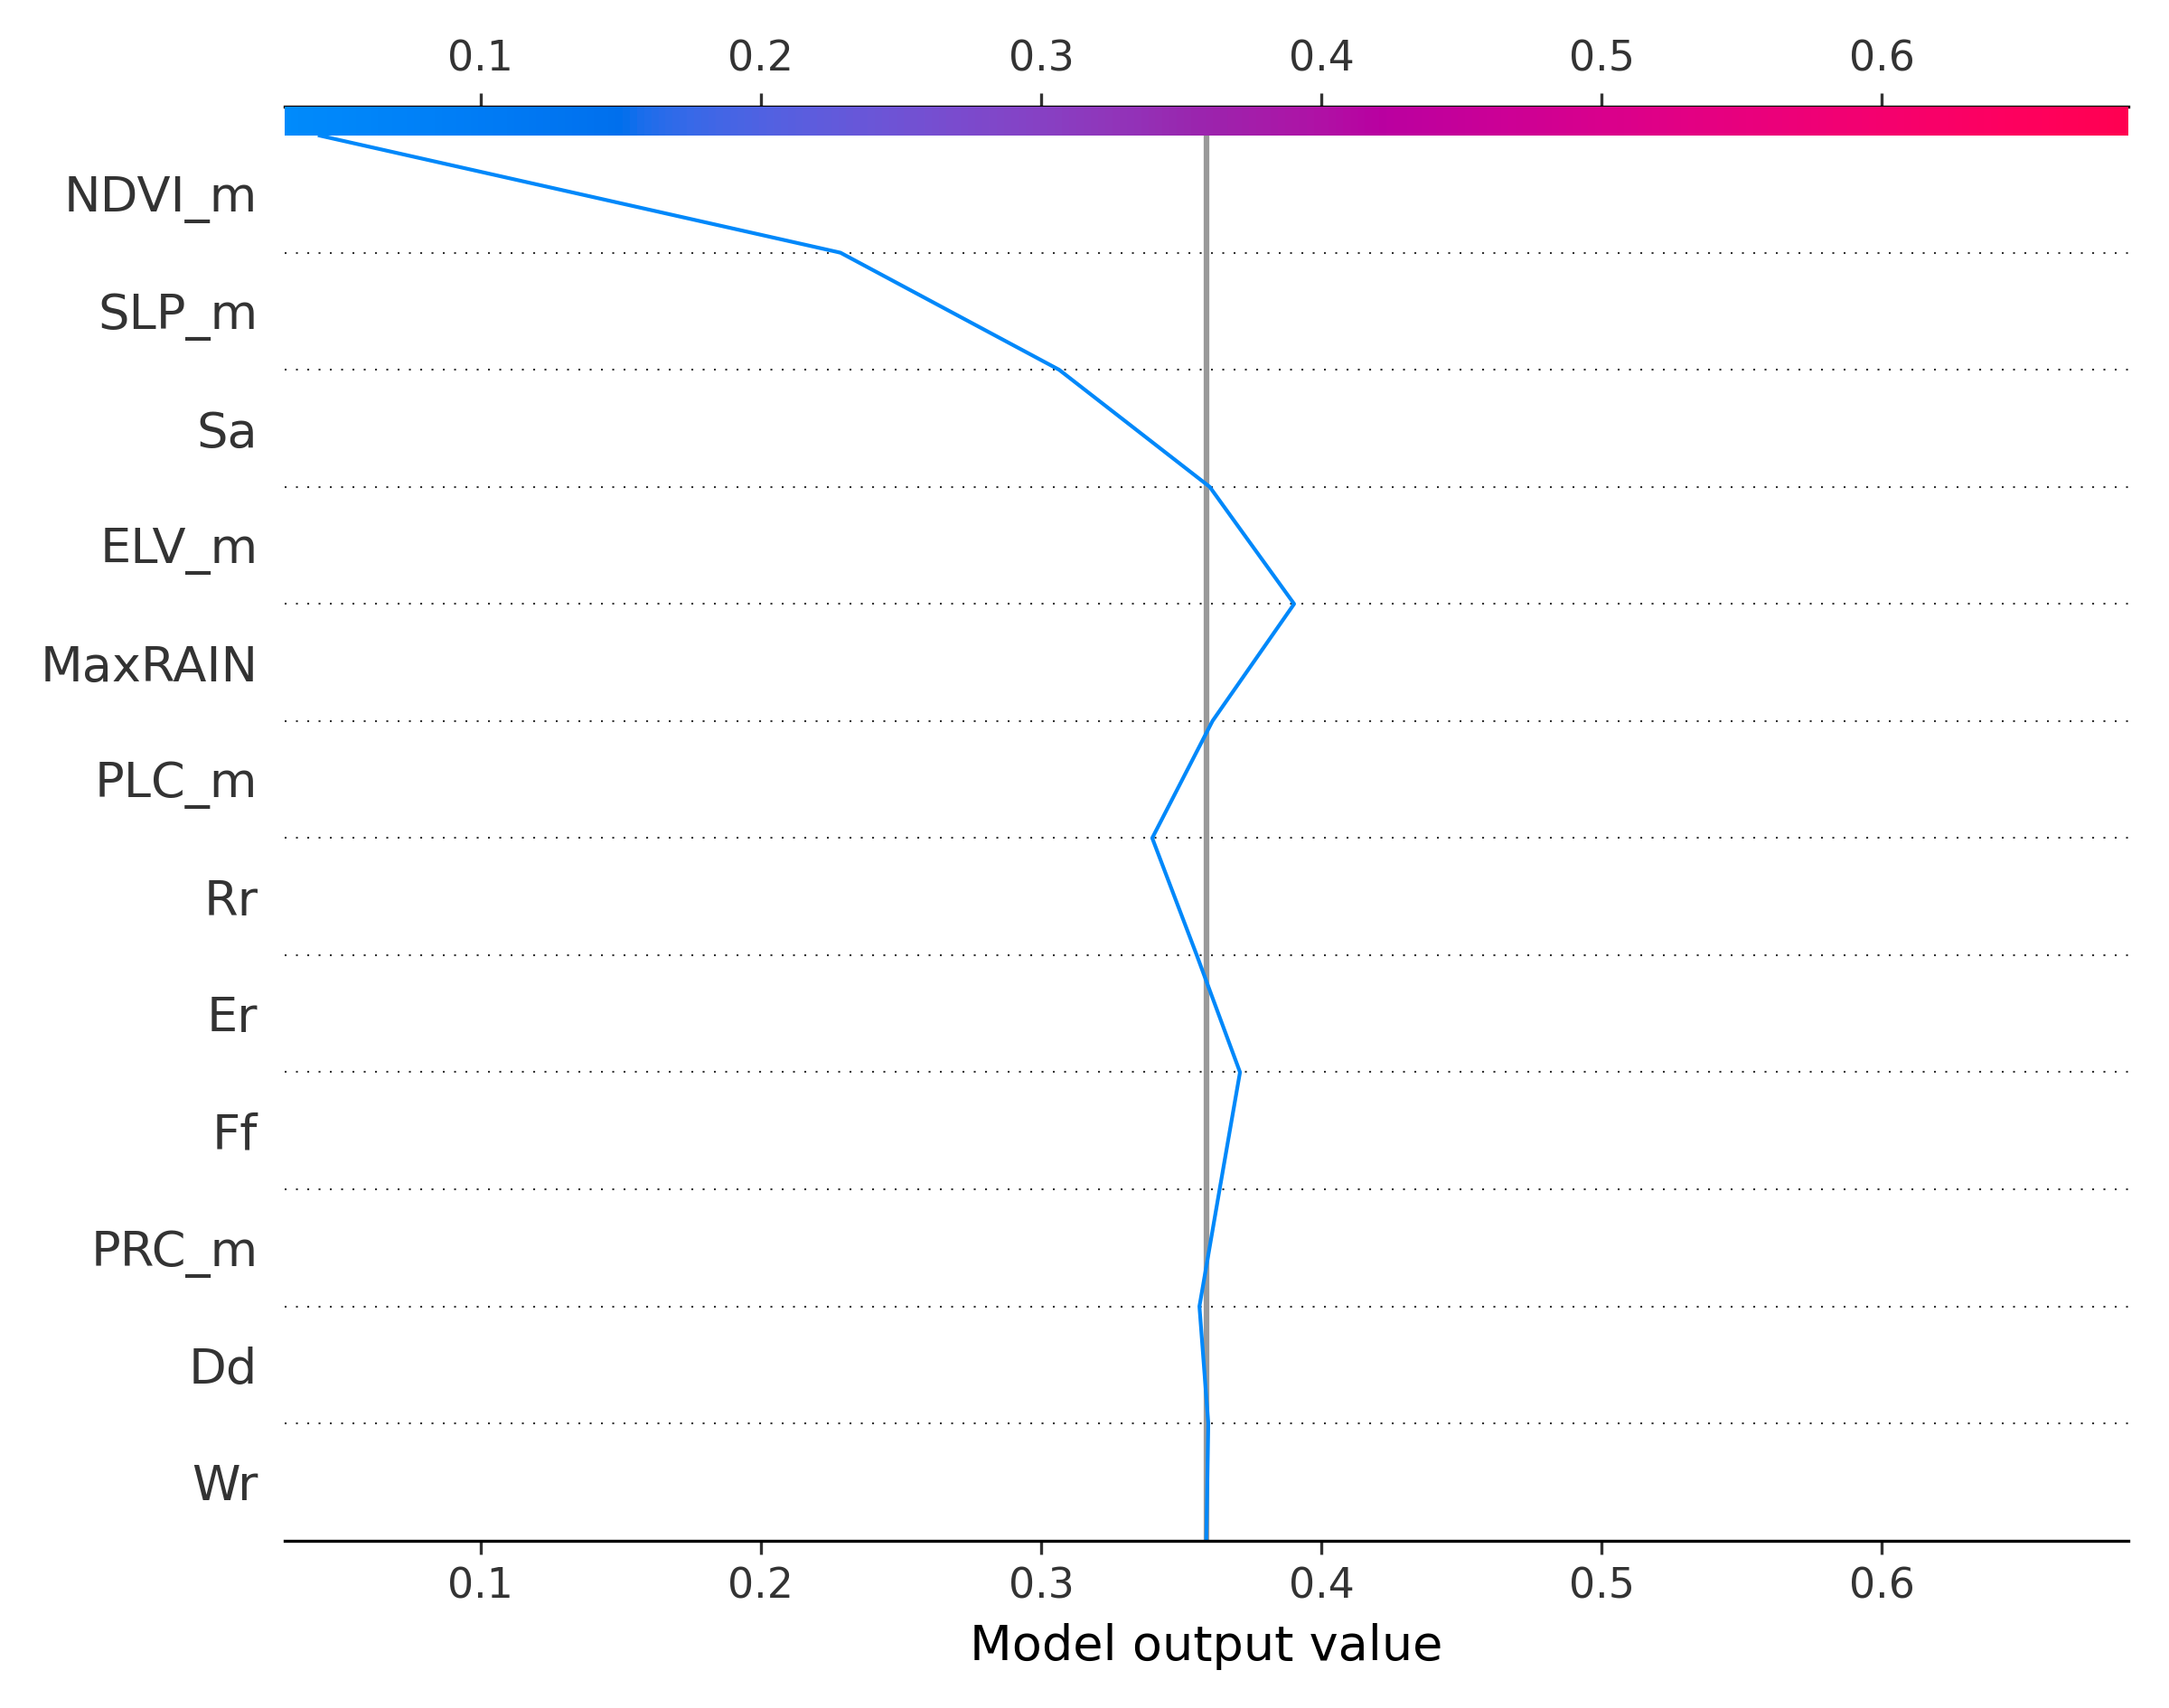 0.1 0.2 0.3 0.4 0.5 0.6
NDVI_m
SLP_m
Sa
ELV_m
MaxRAIN
PLC_m
Rr
Er
Ff
PRC_m
Dd
Wr
0.1 0.2 0.3 0.4 0.5 0.6
Model output value